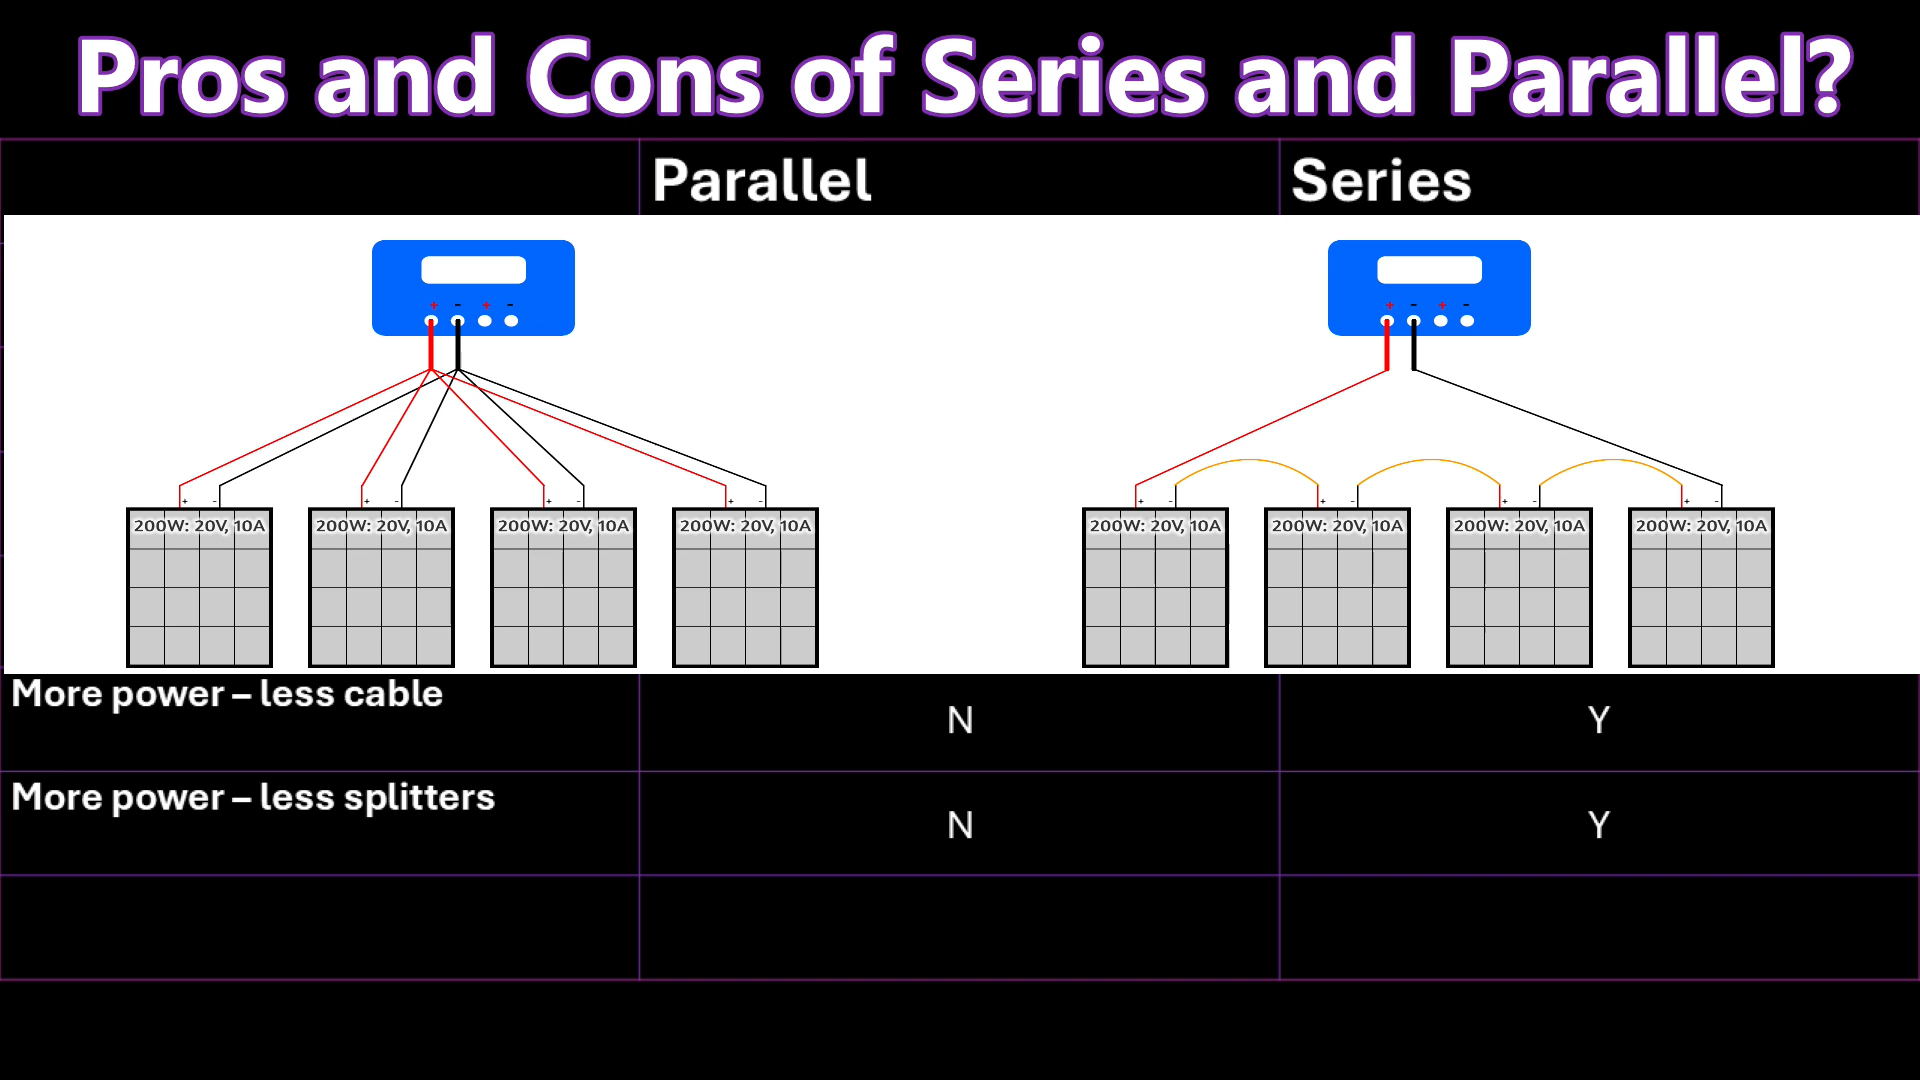 Pros and Cons of Series and Parallel?
Parallel
Series
+ - + -
+ - + -
+ -
+ -
+ -
+ -
+ -
+ -
+ -
+ -
200W: 20V, 10A
200W: 20V, 10A
200W: 20V, 10A
200W: 20V, 10A
200W: 20V, 10A
200W: 20V, 10A
200W: 20V, 10A
200W: 20V, 10A
More power – less cable
N
Y
More power – less splitters
N
Y